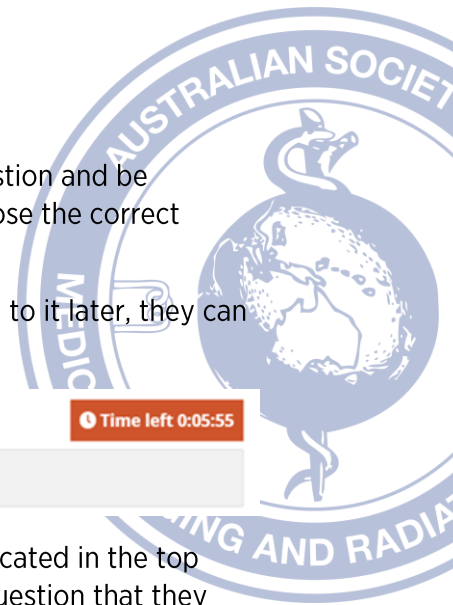 AUSTRALIAN SOCIET
stion and be
ose the correct
to it later, they can
MEDIC
Time left 0:05:55
ING AND RADIA
cated in the top
uestion that they